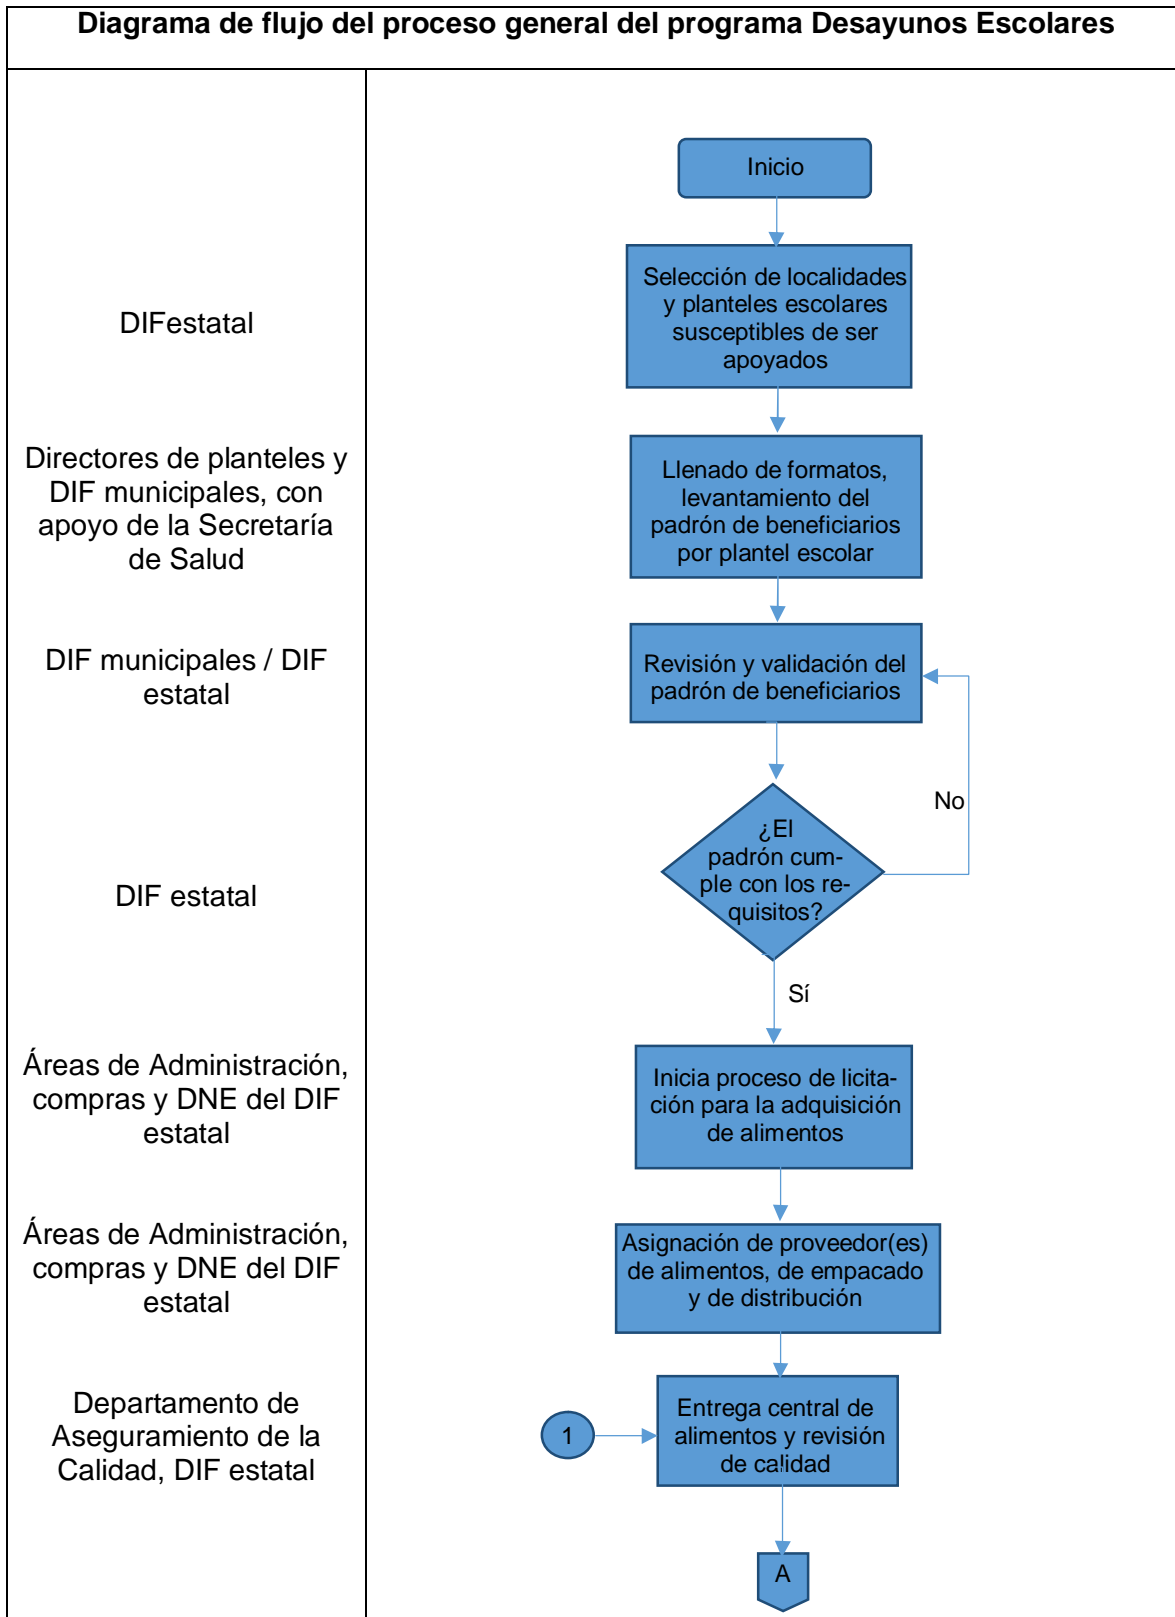 Diagrama de flujo del proceso general del programa Desayunos Escolares
Inicio
DIFestatal
Selección de localidades
y planteles escolares
susceptibles de ser
apoyados
Directores de planteles y
DIF municipales, con
apoyo de la Secretaría
de Salud
Llenado de formatos,
levantamiento del
padrón de beneficiarios
por plantel escolar
DIF municipales / DIF
estatal
Revisión y validación del
padrón de beneficiarios
No
DIF estatal
¿El
padrón cum-
ple con los re-
quisitos?
Sí
Áreas de Administración,
compras y DNE del DIF
estatal
Inicia proceso de licita-
ción para la adquisición
de alimentos
Áreas de Administración,
compras y DNE del DIF
estatal
Asignación de proveedor(es)
de alimentos, de empacado
y de distribución
Departamento de
Aseguramiento de la
Calidad, DIF estatal
1
Entrega central de
alimentos y revisión
de calidad
A